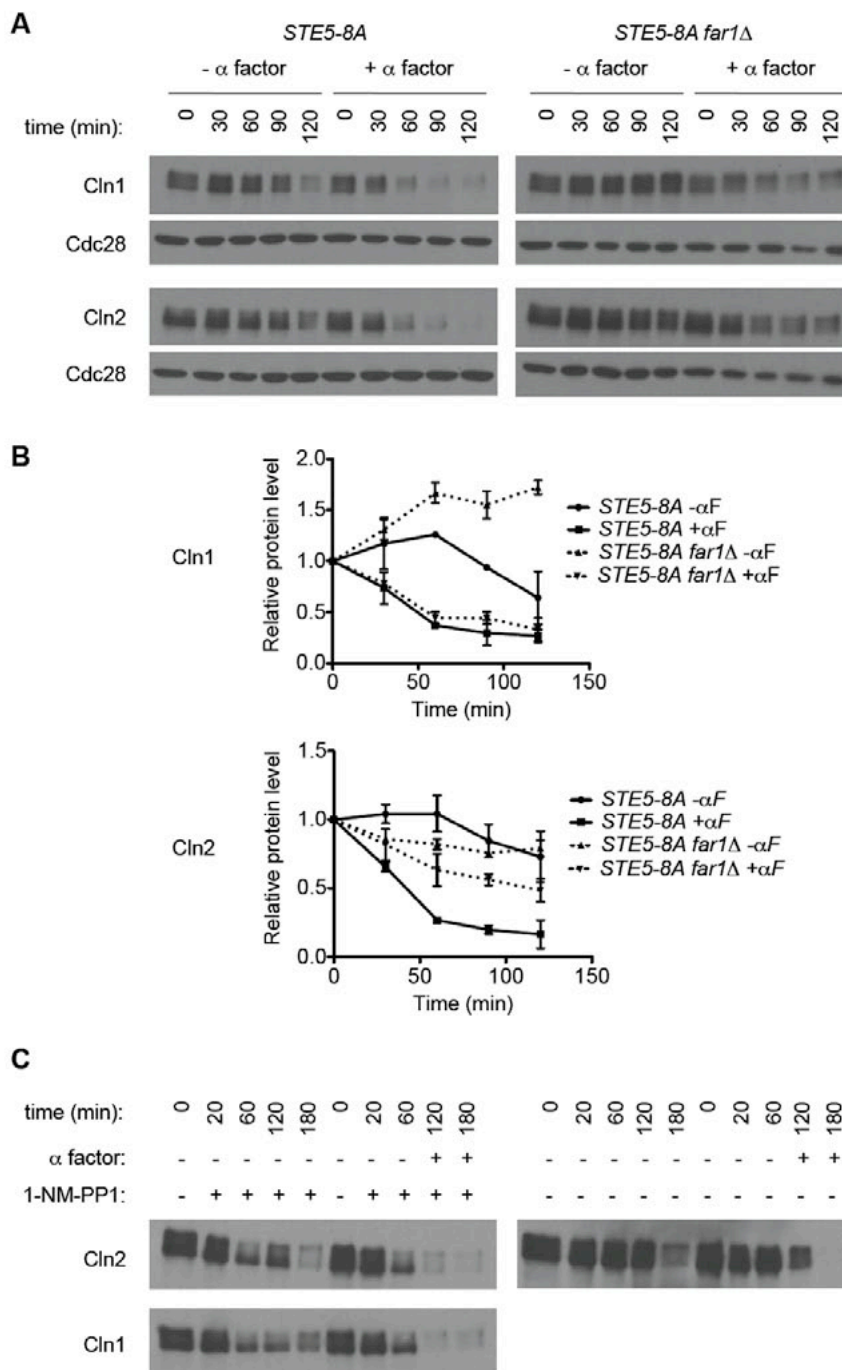 A
STE5-8A STE5-8A far1Δ
- α factor + α factor - α factor + α factor
time (min): 0 30 60 90 120 0 30 60 90 120 0 30 60 90 120 0 30 60 90 120
Cln1
Cdc28
Cln2
Cdc28
B
Cln1
Relative protein level
2.0
1.5
1.0
0.5
0.0
0 50 100 150
Time (min)
STE5-8A -αF
STE5-8A +αF
STE5-8A far1Δ -αF
STE5-8A far1Δ +αF
Cln2
Relative protein level
1.5
1.0
0.5
0.0
0 50 100 150
Time (min)
STE5-8A -αF
STE5-8A +αF
STE5-8A far1Δ -αF
STE5-8A far1Δ +αF
C
time (min): 0 20 60 120 180 0 20 60 120 180 0 20 60 120 180 0 20 60 120 180
α factor: - - - - - - - - + + - - - - - - - - + +
1-NM-PP1: - + + + + - + + + + - - - - - - - - - -
Cln2
Cln1